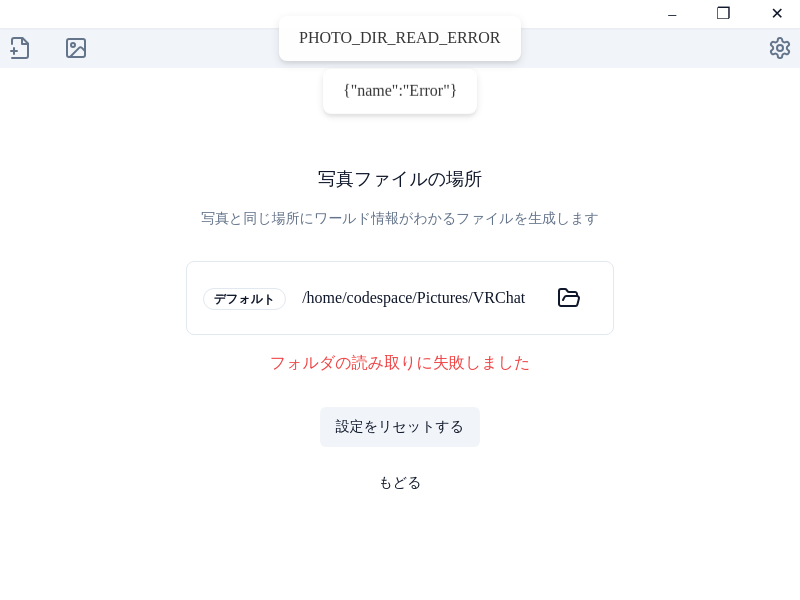 PHOTO_DIR_READ_ERROR
{"name":"Error"}
写真ファイルの場所
写真と同じ場所にワールド情報がわかるファイルを生成します
デフォルト /home/codespace/Pictures/VRChat
フォルダの読み取りに失敗しました
設定をリセットする
もどる